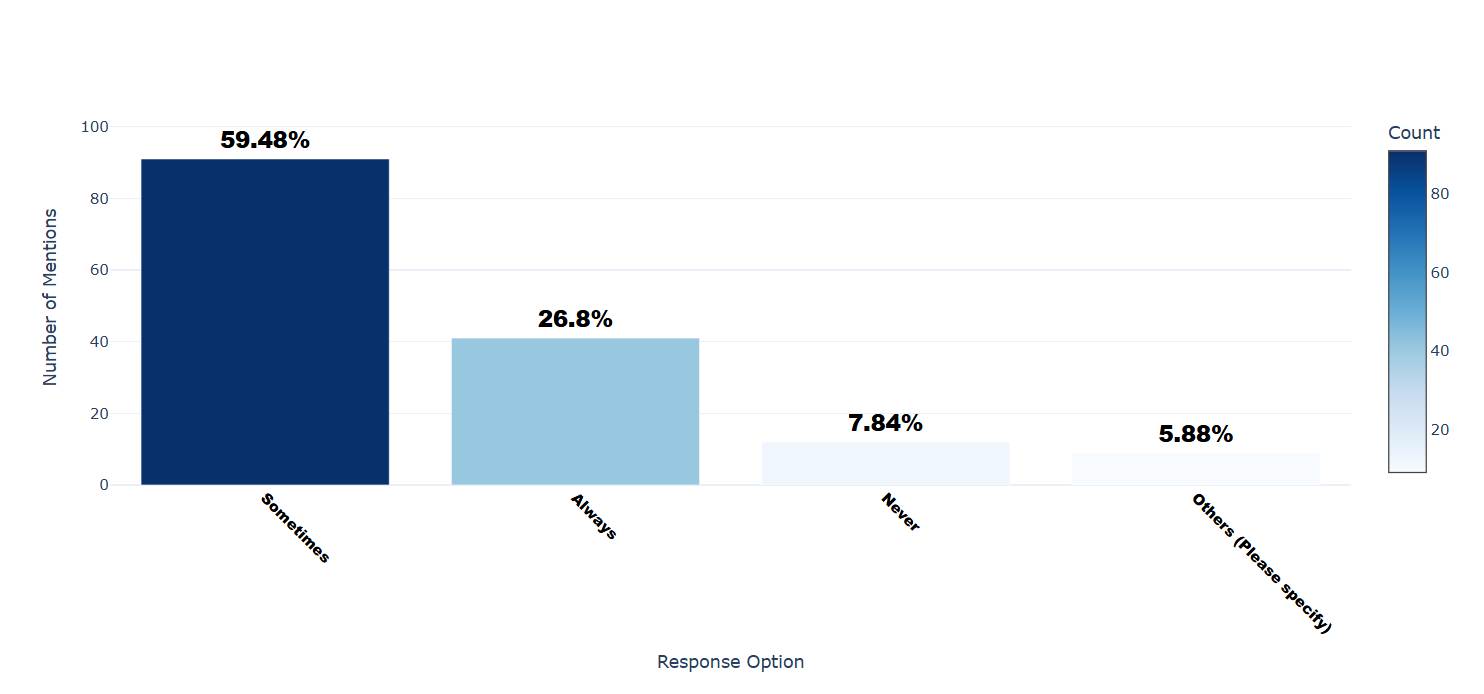 Number of Mentions
100
80
60
40
20
0
59.48%
26.8%
7.84%
5.88%
Sometimes
Always
Never
Others (Please specify)
Response Option
Count
80
60
40
20